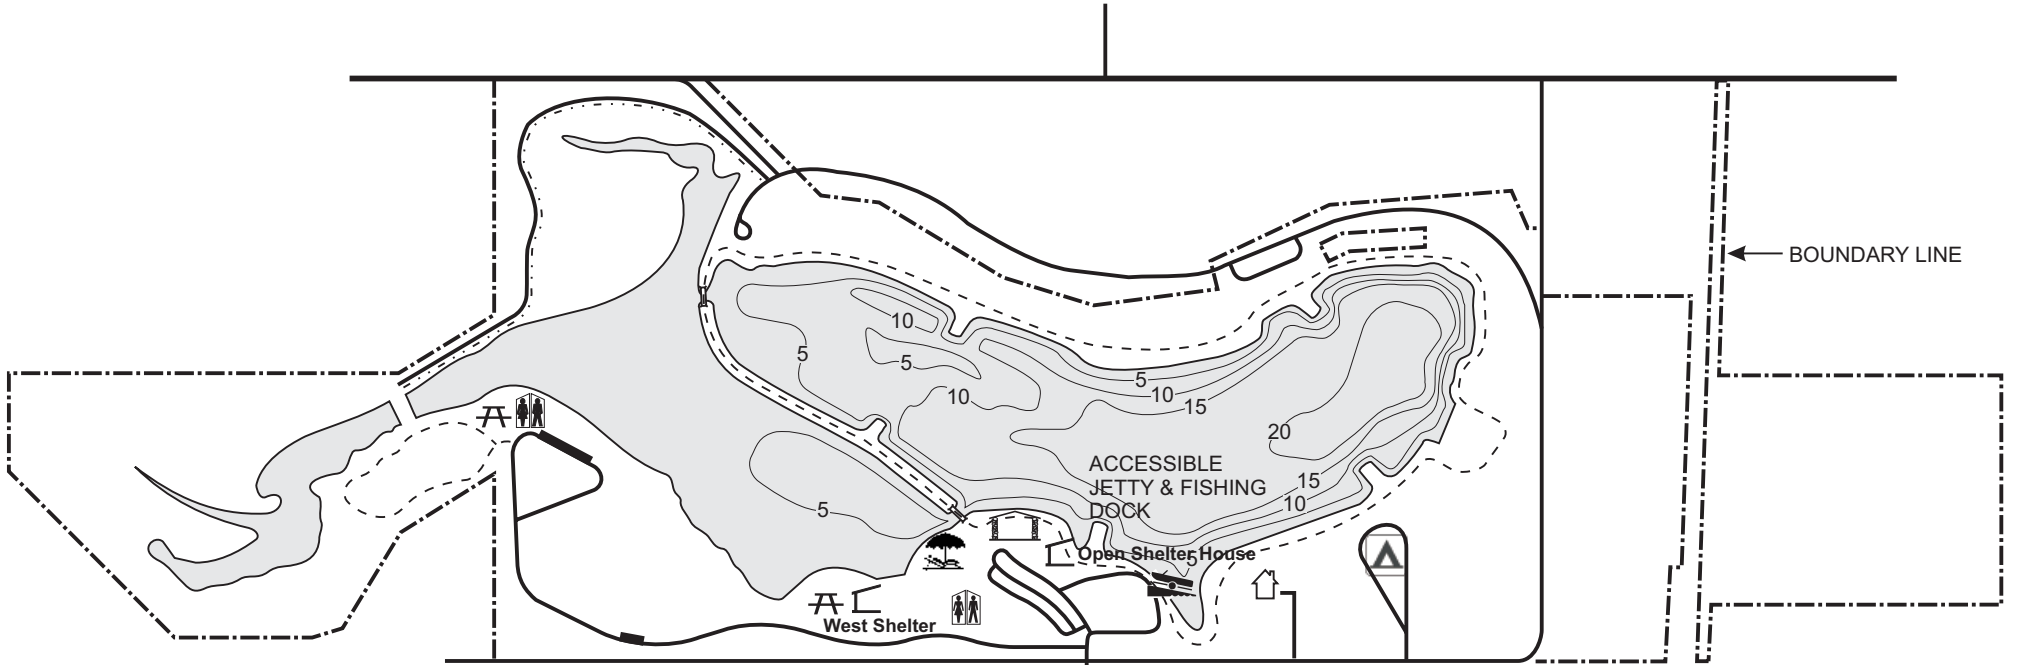 BOUNDARY LINE
10
5
5
10
5
10
15
20
ACCESSIBLE
JETTY & FISHING
DOCK
15
10
5
Open Shelter House
5
West Shelter